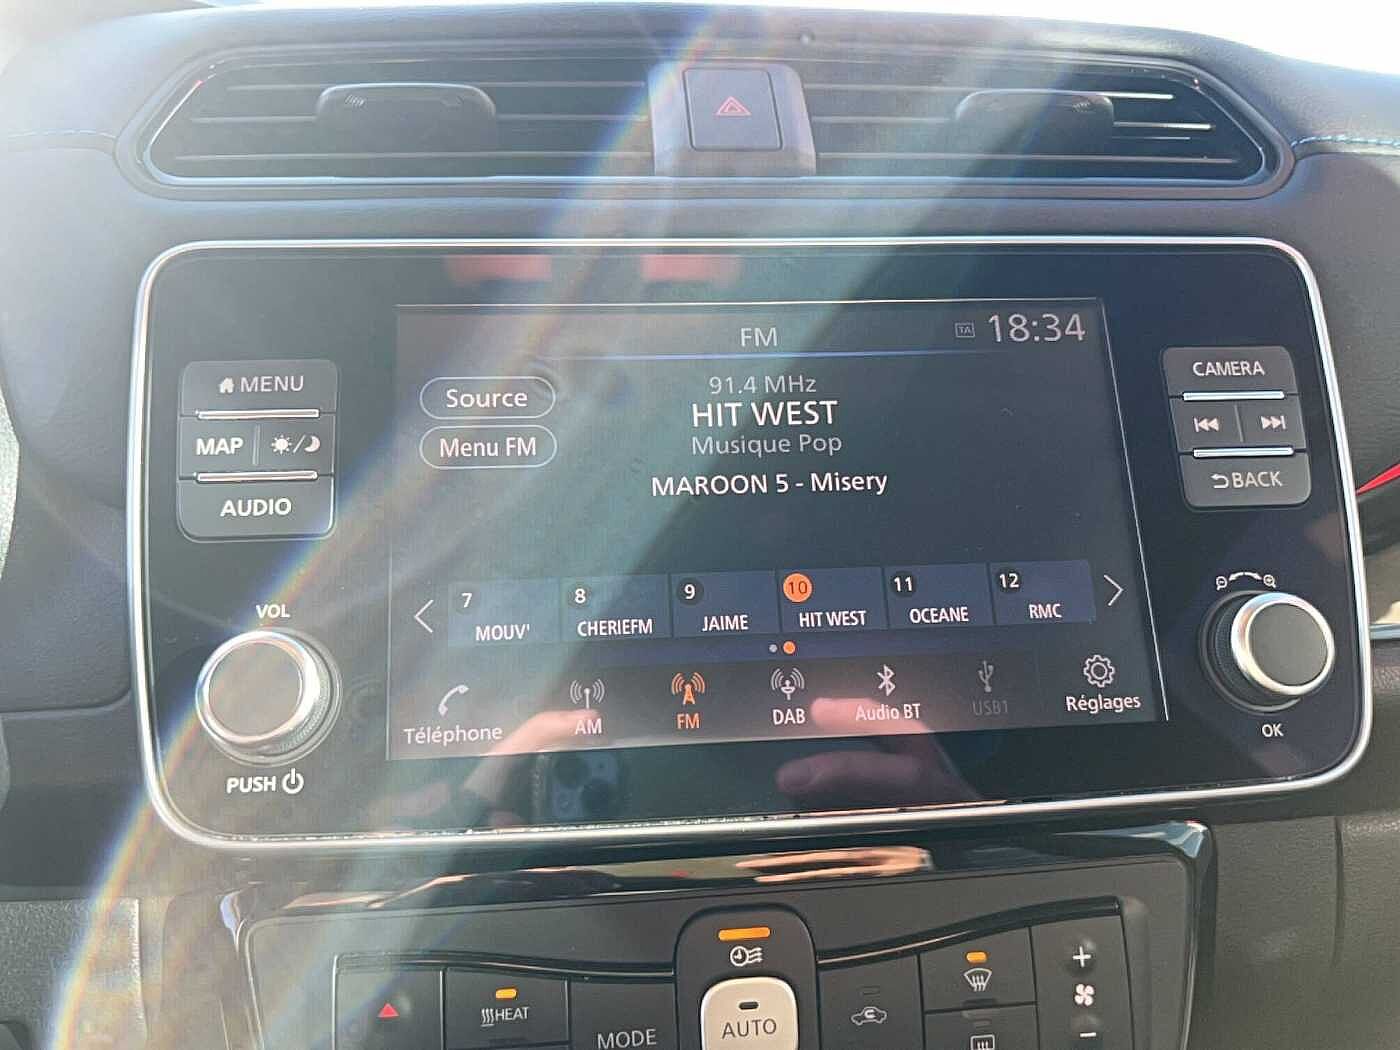 FM
TA
18:34
MENU
MAP
AUDIO
Source
Menu FM
91.4 MHz
HIT WEST
Musique Pop
MAROON 5 - Misery
CAMERA
BACK
7 MOUV'
8 CHERIEFM
9 JAIME
10 HIT WEST
11 OCEANE
12 RMC
VOL
PUSH
Téléphone
AM
FM
DAB
Audio BT
USB1
Réglages
OK
HEAT
MODE
AUTO
+
-